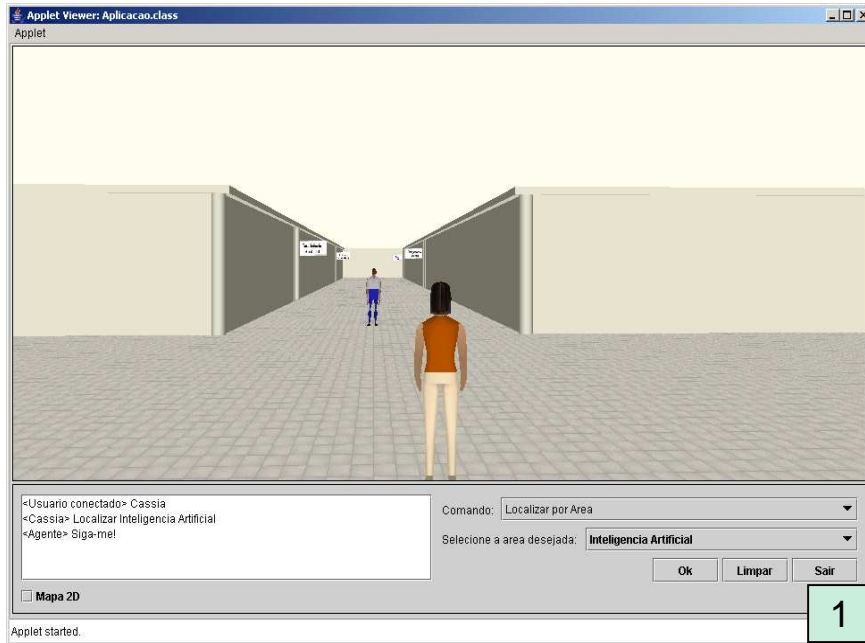 Applet Viewer: Aplicacao.class
Applet
<Usuario conectado> Cassia
<Cassia> Localizar Inteligencia Artificial
<Agente> Siga-me!
Comando: Localizar por Area
Selecione a area desejada: Inteligencia Artificial
Ok Limpar Sair
Mapa 2D
Applet started.
1